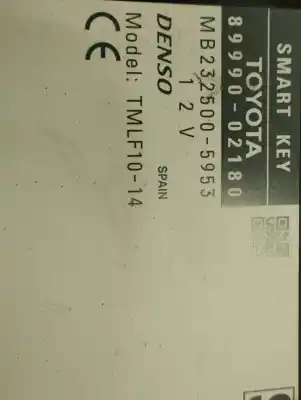 SMART KEY
TOYOTA
89990-02180
MB232500-5953
12V
DENSO SPAIN
Model: TMLF10-14
CE